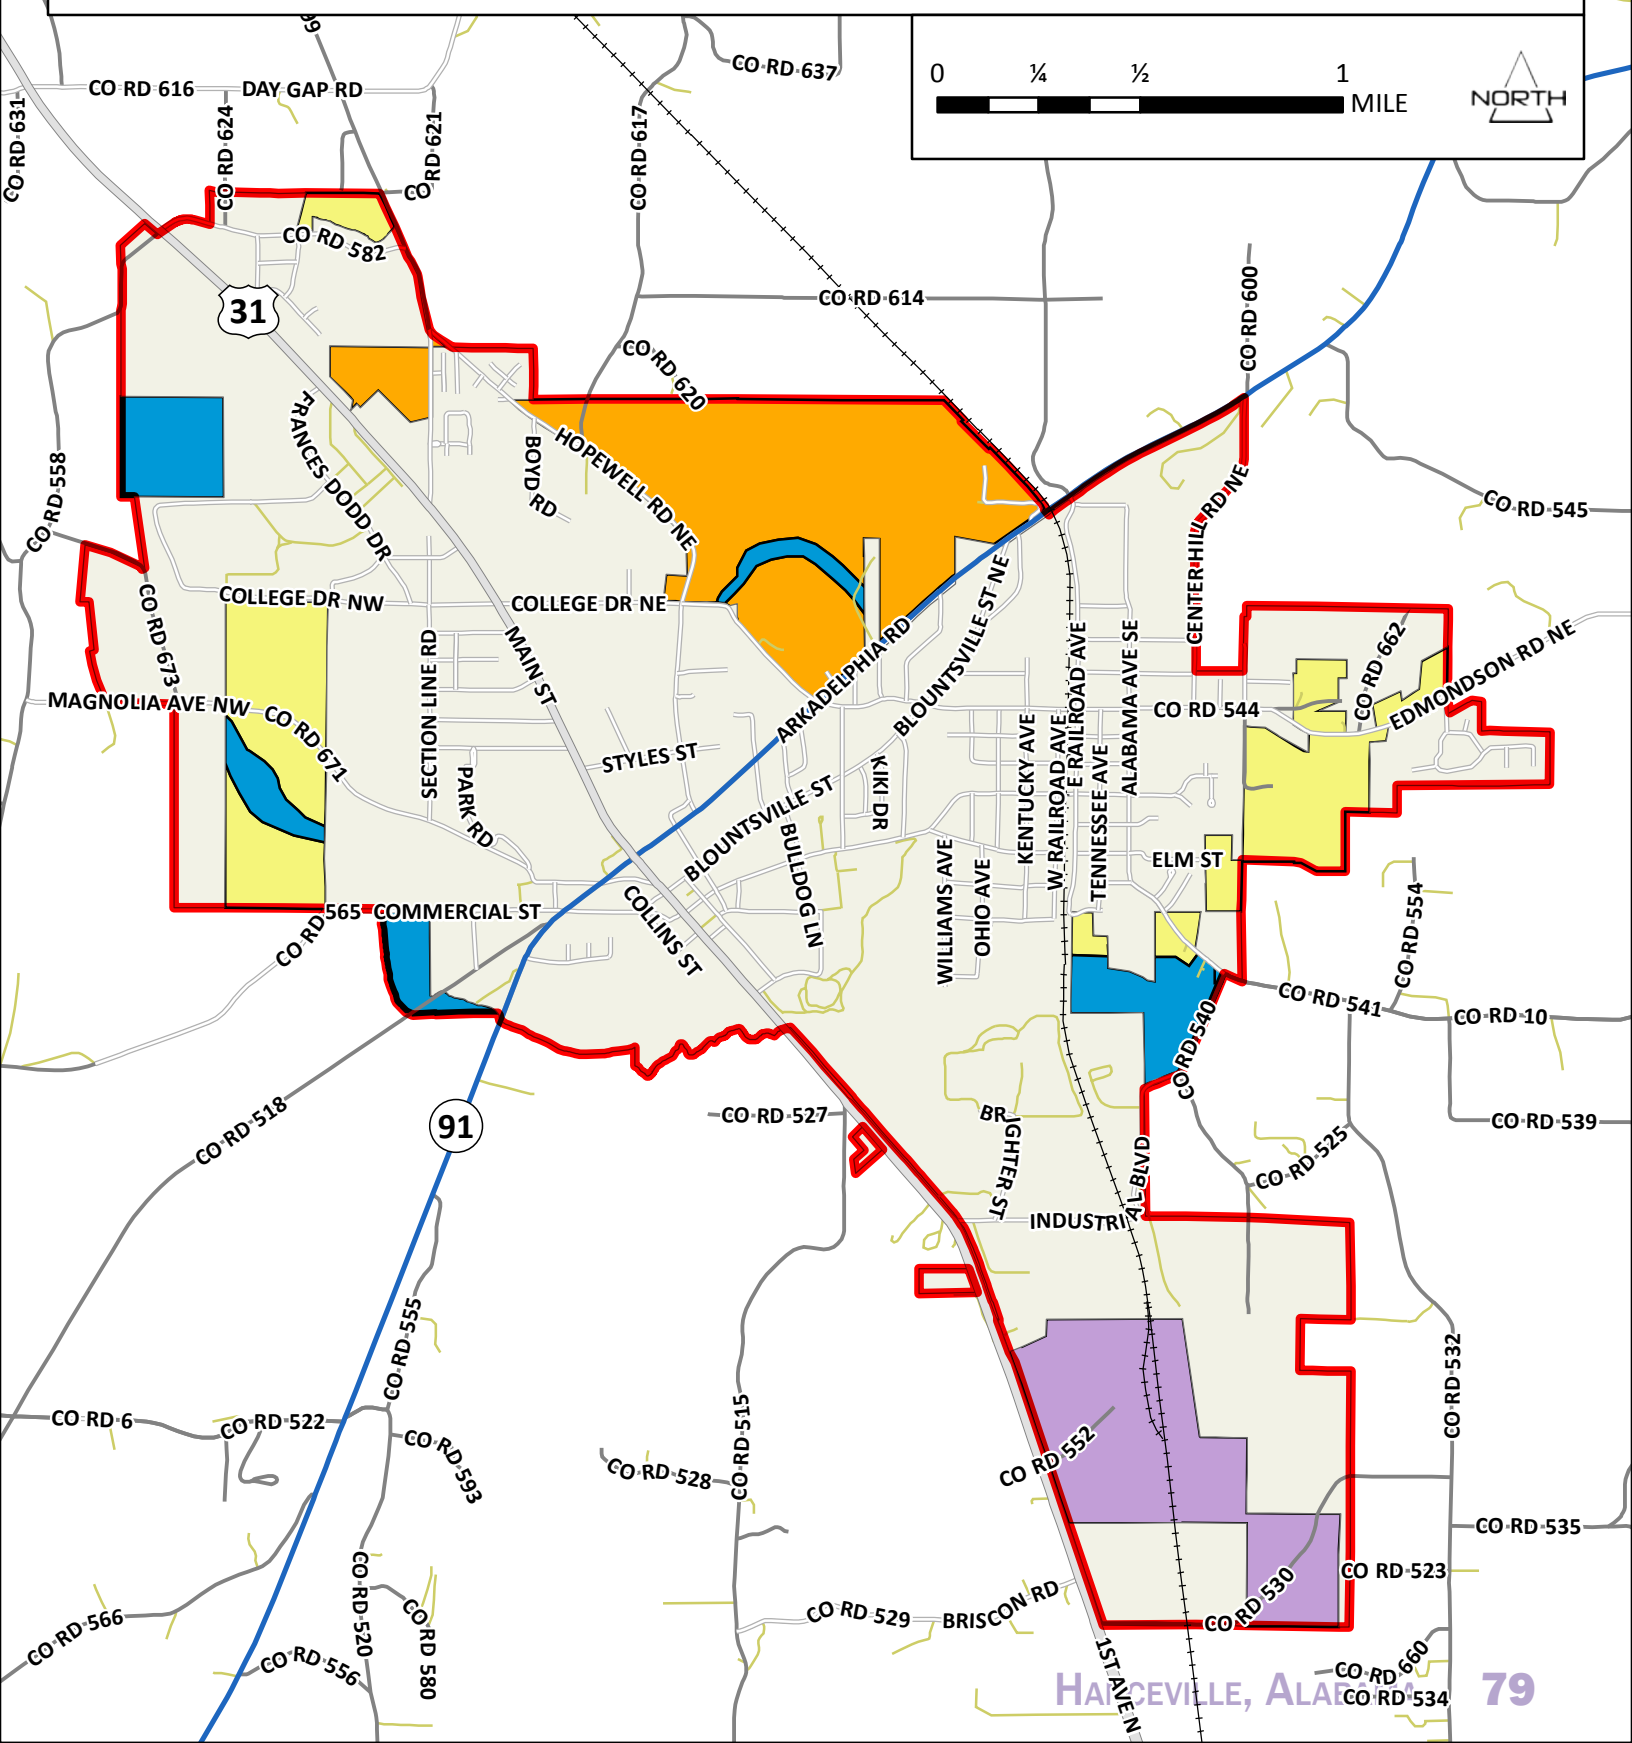 0 ¼ ½ 1
MILE
NORTH
99
CO RD 637
CO RD 616
DAY GAP RD
CO RD 631
CO RD 624
CO RD 621
CO
CO RD 617
CO RD 582
31
CO RD 614
CO RD 600
CO RD 620
FRANCES DODD DR
BOYD RD
HOPEWELL RD NE
CO RD 558
CENTER HILL RD NE
CO RD 545
COLLEGE DR NW
COLLEGE DR NE
CO RD 673
SECTION LINE RD
MAIN ST
ARKADELPHIA RD
BLOUNTSVILLE ST NE
E RAILROAD AVE
ALABAMA AVE SE
CO RD 662
EDMONDSON RD NE
MAGNOLIA AVE NW
CO RD 671
CO RD 544
STYLES ST
PARK RD
KIKI DR
KENTUCKY AVE
W RAILROAD AVE
TENNESSEE AVE
BLOUNTSVILLE ST
BULLDOG LN
WILLIAMS AVE
OHIO AVE
ELM ST
CO RD 565
COMMERCIAL ST
COLLINS ST
CO RD 554
CO RD 541
CO RD 10
CO RD 540
CO RD 518
91
CO RD 527
BRIGHTER ST
CO RD 539
CO RD 525
INDUSTRIAL BLVD
CO RD 555
CO RD 532
CO RD 6
CO RD 522
CO RD 593
CO RD 515
CO RD 528
CO RD 552
CO RD 535
CO RD 523
CO RD 530
CO RD 566
CO RD 520
CO RD 580
CO RD 556
CO RD 529
BRISCON RD
1ST AVE N
CO RD 660
CO RD 534
HANCEVILLE, ALABAMA 79